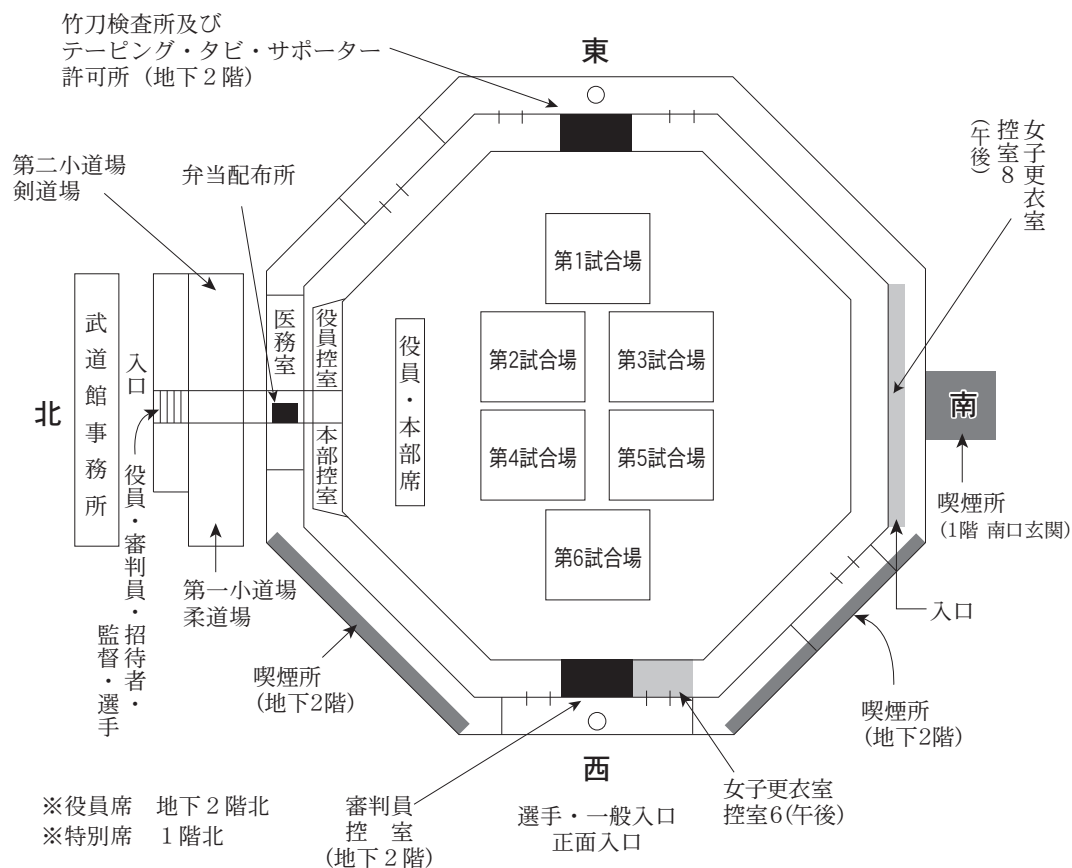 竹刀検査所及び
テーピング・タビ・サポーター
許可所（地下２階）
東
女子更衣室
控室８
(午後)
第二小道場
剣道場
弁当配布所
第1試合場
第2試合場
第3試合場
第4試合場
第5試合場
第6試合場
医務室
役員控室
本部控室
役員・本部席
武道館事務所
入口
北
南
役員・審判員・招待者・
監督・選手
喫煙所
(1階 南口玄関)
第一小道場
柔道場
入口
喫煙所
(地下2階)
喫煙所
(地下2階)
西
※役員席　地下２階北
※特別席　１階北
審判員
控　室
(地下２階)
選手・一般入口
正面入口
女子更衣室
控室6(午後)